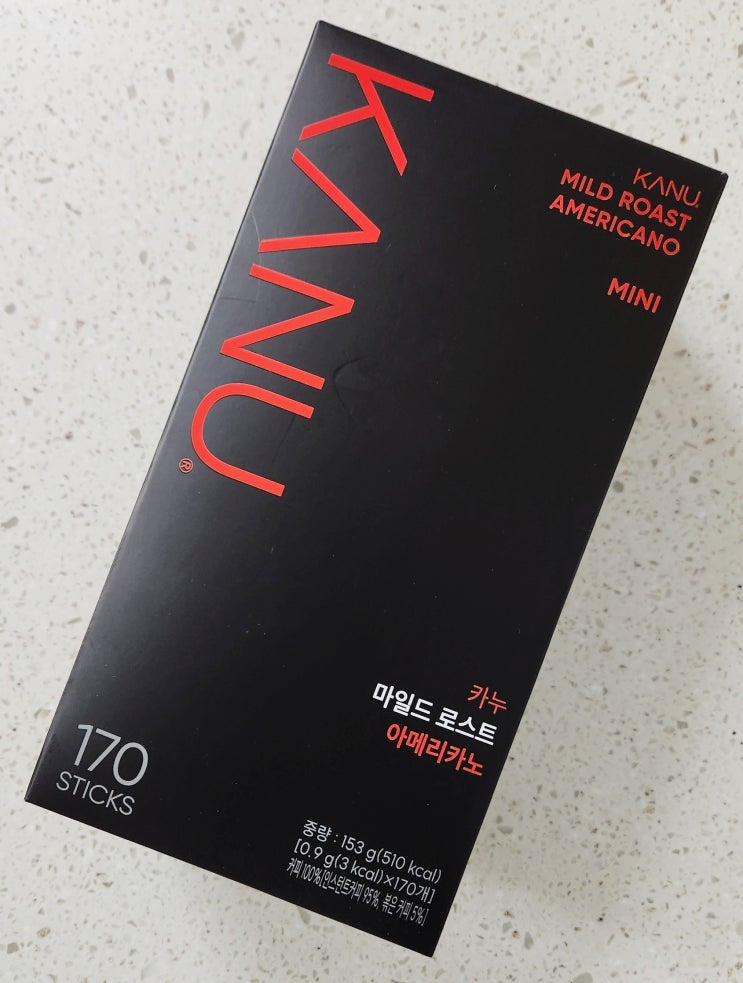 KANU®
KANU
MILD ROAST
AMERICANO
MINI
카누
마일드 로스트
아메리카노
170
STICKS
중량 : 153 g(510 kcal)
[0.9 g(3 kcal)×170개]
커피 100%[인스턴트커피 95%, 볶은 커피 5%]